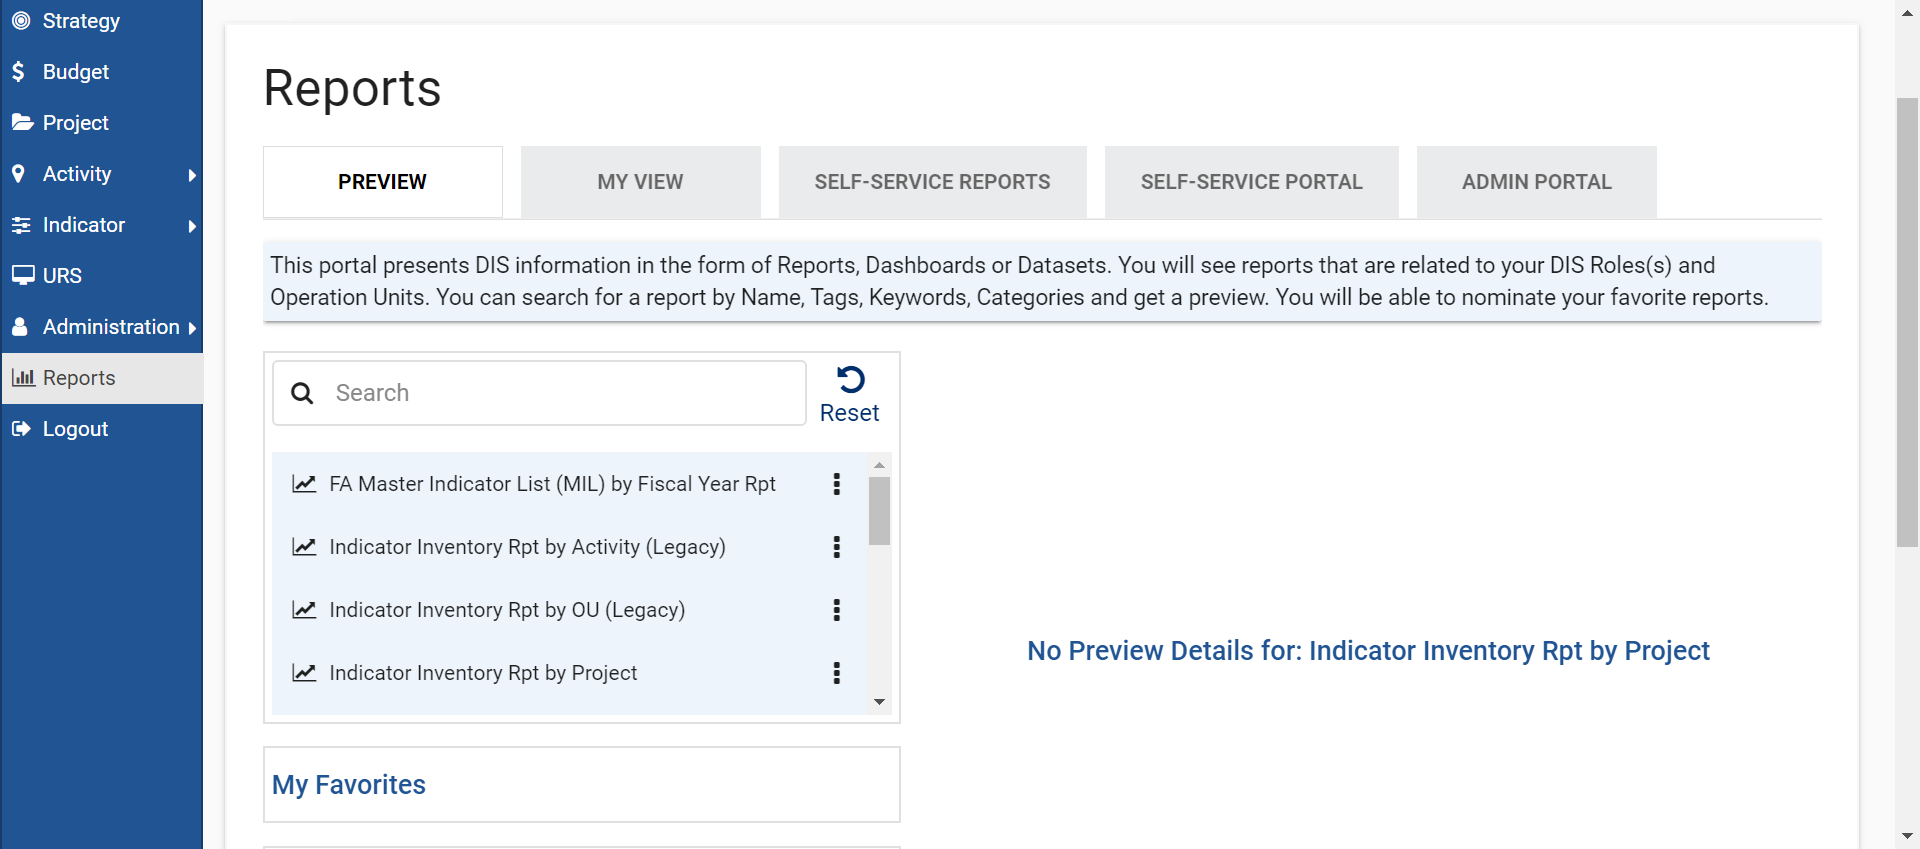 Strategy
Budget
Project
Activity
Indicator
URS
Administration
Reports
Logout
Reports
PREVIEW
MY VIEW
SELF-SERVICE REPORTS
SELF-SERVICE PORTAL
ADMIN PORTAL
This portal presents DIS information in the form of Reports, Dashboards or Datasets. You will see reports that are related to your DIS Roles(s) and
Operation Units. You can search for a report by Name, Tags, Keywords, Categories and get a preview. You will be able to nominate your favorite reports.
Search
Reset
FA Master Indicator List (MIL) by Fiscal Year Rpt
Indicator Inventory Rpt by Activity (Legacy)
Indicator Inventory Rpt by OU (Legacy)
Indicator Inventory Rpt by Project
No Preview Details for: Indicator Inventory Rpt by Project
My Favorites